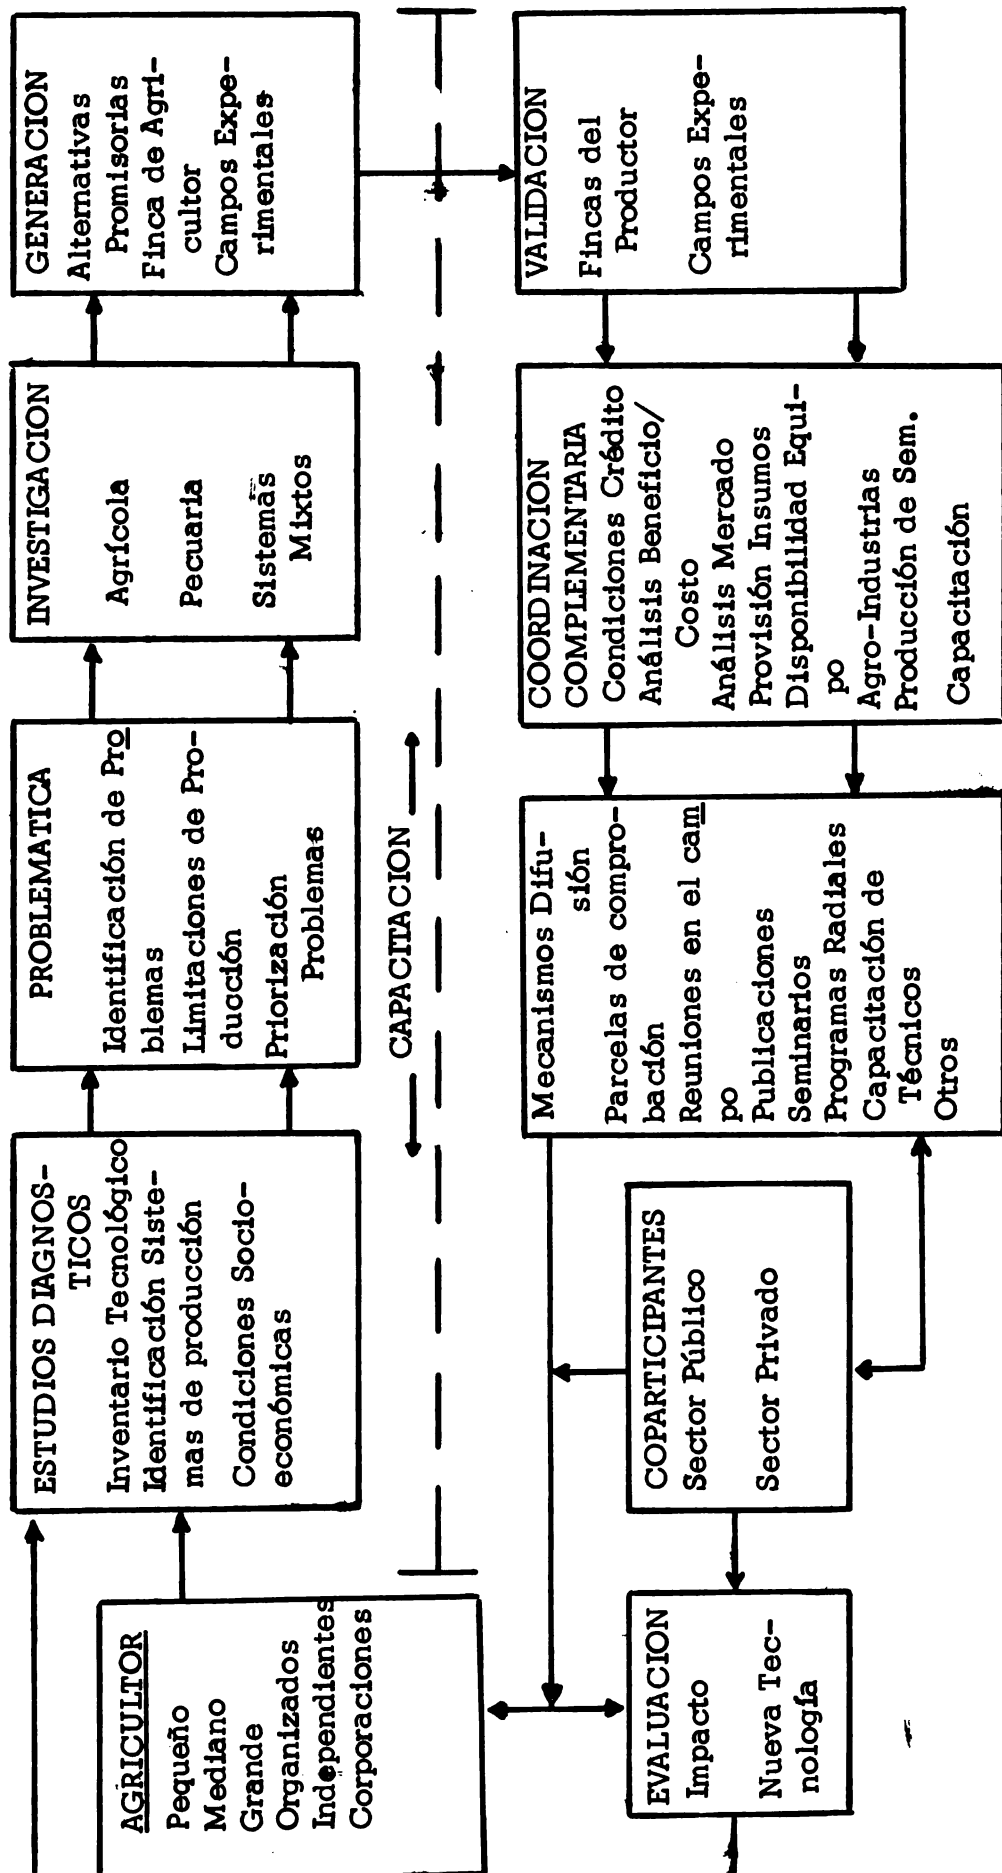 AGRICULTOR
Pequeño
Mediano
Grande
Organizados
Independientes
Corporaciones
ESTUDIOS DIAGNOS-
TICOS
Inventario Tecnológico
Identificación Siste-
mas de producción
Condiciones Socio-
económicas
PROBLEMATICA
Identificación de Pro
blemas
Limitaciones de Pro-
ducción
Priorización
Problemas
INVESTIGACION
Agrícola
Pecuaria
Sistemas
Mixtos
GENERACION
Alternativas
Promisorias
Finca de Agri-
cultor
Campos Expe-
rimentales
CAPACITACION
EVALUACION
Impacto
Nueva Tec-
nología
COPARTICIPANTES
Sector Público
Sector Privado
Mecanismos Difu-
sión
Parcelas de compro-
bación
Reuniones en el cam
po
Publicaciones
Seminarios
Programas Radiales
Capacitación de
Técnicos
Otros
COORDINACION
COMPLEMENTARIA
Condiciones Crédito
Análisis Beneficio/
Costo
Análisis Mercado
Provisión Insumos
Disponibilidad Equi-
po
Agro-Industrias
Producción de Sem.
Capacitación
VALIDACION
Fincas del
Productor
Campos Expe-
rimentales